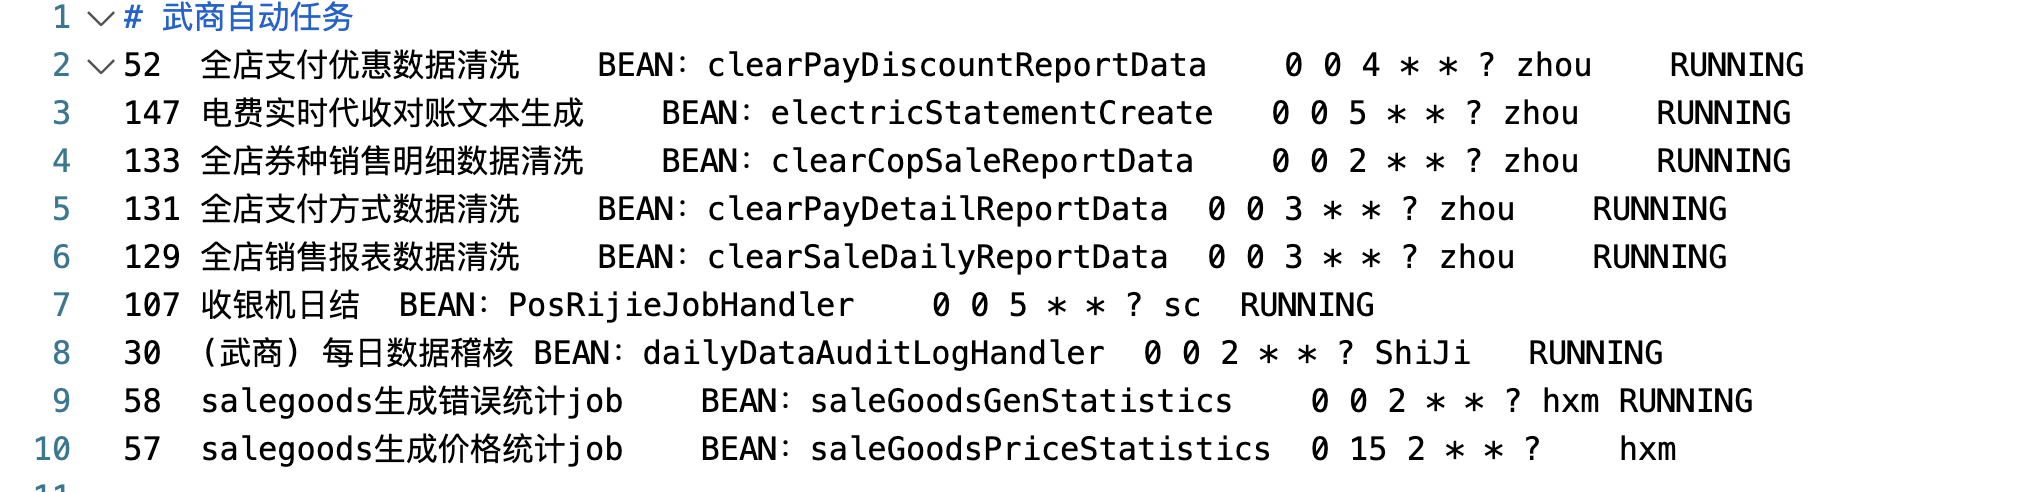 1 # 武商自动任务
2 52 全店支付优惠数据清洗 BEAN：clearPayDiscountReportData 0 0 4 * * ? zhou RUNNING
3 147 电费实时代收对账文本生成 BEAN：electricStatementCreate 0 0 5 * * ? zhou RUNNING
4 133 全店券种销售明细数据清洗 BEAN：clearCopSaleReportData 0 0 2 * * ? zhou RUNNING
5 131 全店支付方式数据清洗 BEAN：clearPayDetailReportData 0 0 3 * * ? zhou RUNNING
6 129 全店销售报表数据清洗 BEAN：clearSaleDailyReportData 0 0 3 * * ? zhou RUNNING
7 107 收银机日结 BEAN：PosRijieJobHandler 0 0 5 * * ? sc RUNNING
8 30 （武商）每日数据稽核 BEAN：dailyDataAuditLogHandler 0 0 2 * * ? ShiJi RUNNING
9 58 salegoods生成错误统计job BEAN：saleGoodsGenStatistics 0 0 2 * * ? hxm RUNNING
10 57 salegoods生成价格统计job BEAN：saleGoodsPriceStatistics 0 15 2 * * ? hxm
11